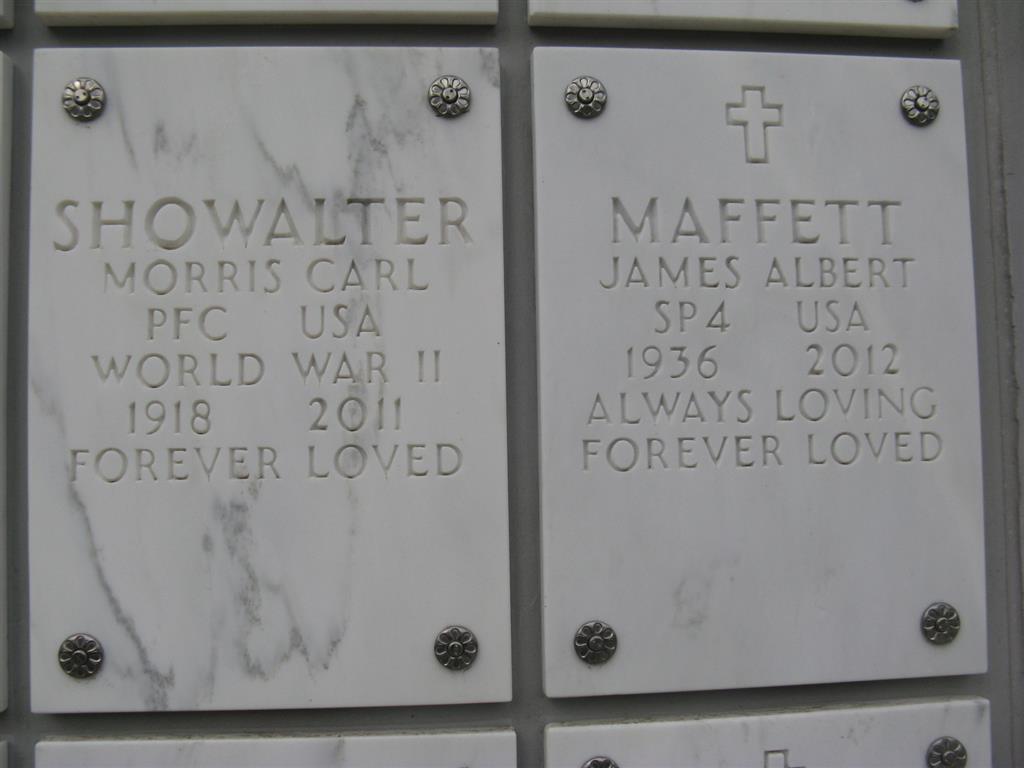 SHOWALTER
MORRIS CARL
PFC USA
WORLD WAR II
1918 2011
FOREVER LOVED
MAFFETT
JAMES ALBERT
SP4 USA
1936 2012
ALWAYS LOVING
FOREVER LOVED